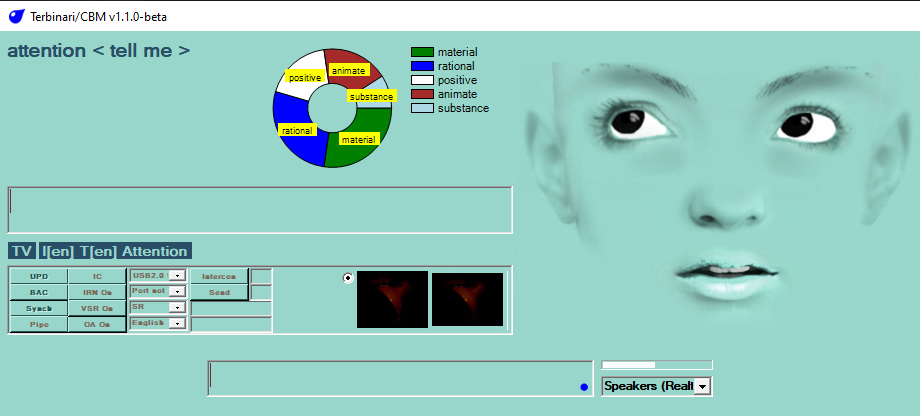 Terbinari/CBM v1.1.0-beta
attention < tell me >
positive
animate
substance
rational
material
material
rational
positive
animate
substance
TV I[en] T[en] Attention
UPD IC USB2.0 Intercon
BAC IRM On Port not Send
Synch VSR On SR
Pipe OA On English
Speakers (Realt